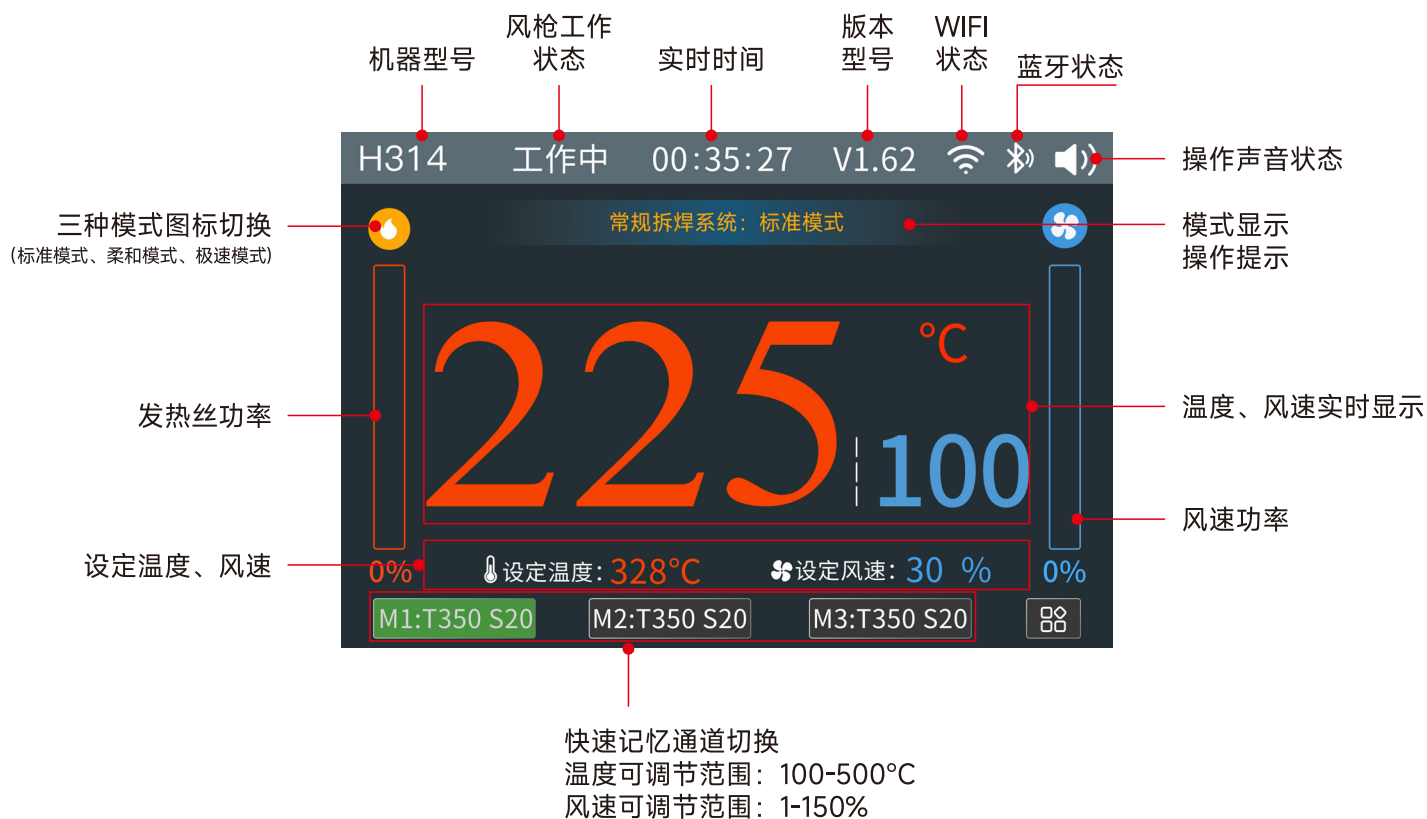 风枪工作
状态
版本
型号
WIFI
状态
机器型号
实时时间
蓝牙状态
H314 工作中 00:35:27 V1.62
操作声音状态
三种模式图标切换
(标准模式、柔和模式、极速模式)
常规拆焊系统：标准模式
模式显示
操作提示
225 °C
100
发热丝功率
温度、风速实时显示
风速功率
设定温度、风速
0% 设定温度：328°C 设定风速：30 % 0%
M1:T350 S20 M2:T350 S20 M3:T350 S20
快速记忆通道切换
温度可调节范围：100-500°C
风速可调节范围：1-150%